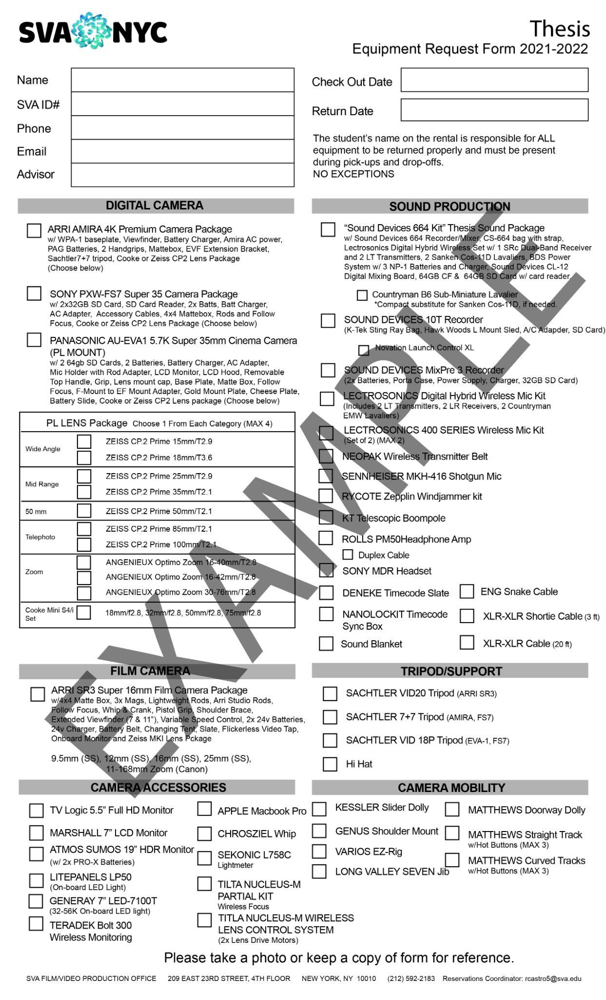 SVA NYC
Thesis
Equipment Request Form 2021-2022
Name
SVA ID#
Phone
Email
Advisor
Check Out Date
Return Date
The student's name on the rental is responsible for ALL
equipment to be returned properly and must be present
during pick-ups and drop-offs.
NO EXCEPTIONS
DIGITAL CAMERA
ARRI AMIRA 4K Premium Camera Package
w/ WPA-1 baseplate, Viewfinder, Battery Charger, Amira AC power,
PAG Batteries, 2 Handgrips, Mattebox, EVF Extension Bracket,
Sachtler7+7 tripod, Cooke or Zeiss CP2 Lens Package
(Choose below)
SONY PXW-FS7 Super 35 Camera Package
w/ 2x32GB SD Card, SD Card Reader, 2x Batts, Batt Charger,
AC Adapter, Accessory Cables, 4x4 Mattebox, Rods and Follow
Focus, Cooke or Zeiss CP2 Lens Package (Choose below)
PANASONIC AU-EVA1 5.7K Super 35mm Cinema Camera
(PL MOUNT)
w/ 2 64gb SD Cards, 2 Batteries, Battery Charger, AC Adapter,
Mic Holder with Rod Adapter, LCD Monitor, LCD Hood, Removable
Top Handle, Grip, Lens mount cap, Base Plate, Matte Box, Follow
Focus, F-Mount to EF Mount Adapter, Gold Mount Plate, Cheese Plate,
Battery Slide, Cooke or Zeiss CP2 Lens package (Choose below)
PL LENS Package Choose 1 From Each Category (MAX 4)
Wide Angle
ZEISS CP.2 Prime 15mm/T2.9
ZEISS CP.2 Prime 18mm/T3.6
Mid Range
ZEISS CP.2 Prime 25mm/T2.9
ZEISS CP.2 Prime 35mm/T2.1
50 mm
ZEISS CP.2 Prime 50mm/T2.1
Telephoto
ZEISS CP.2 Prime 85mm/T2.1
ZEISS CP.2 Prime 100mm/T2.1
Zoom
ANGENIEUX Optimo Zoom 16-40mm/T2.8
ANGENIEUX Optimo Zoom 16-42mm/T2.8
ANGENIEUX Optimo Zoom 30-76mm/T2.8
Cooke Mini S4/i
Set
18mm/f2.8, 32mm/f2.8, 50mm/f2.8, 75mm/f2.8
SOUND PRODUCTION
"Sound Devices 664 Kit" Thesis Sound Package
w/ Sound Devices 664 Recorder/Mixer, CS-664 bag with strap,
Lectrosonics Digital Hybrid Wireless Set w/ 1 SRc Dual-Band Receiver
and 2 LT Transmitters, 2 Sanken Cos-11D Lavaliers, BDS Power
System w/ 3 NP-1 Batteries and Charger, Sound Devices CL-12
Digital Mixing Board, 64GB CF & 64GB SD Card w/ card reader.
Countryman B6 Sub-Miniature Lavalier
*Compact substitute for Sanken Cos-11D, if needed.
SOUND DEVICES 10T Recorder
(K-Tek Sting Ray Bag, Hawk Woods L Mount Sled, A/C Adapder, SD Card)
Novation Launch Control XL
SOUND DEVICES MixPre 3 Recorder
(2x Batteries, Porta Case, Power Supply, Charger, 32GB SD Card)
LECTROSONICS Digital Hybrid Wireless Mic Kit
(Includes 2 LT Transmitters, 2 LR Receivers, 2 Countryman
EMW Lavaliers)
LECTROSONICS 400 SERIES Wireless Mic Kit
(Set of 2) (MAX 2)
NEOPAK Wireless Transmitter Belt
SENNHEISER MKH-416 Shotgun Mic
RYCOTE Zepplin Windjammer kit
KT Telescopic Boompole
ROLLS PM50Headphone Amp
Duplex Cable
SONY MDR Headset
DENEKE Timecode Slate
ENG Snake Cable
NANOLOCKIT Timecode
Sync Box
XLR-XLR Shortie Cable (3 ft)
Sound Blanket
XLR-XLR Cable (20 ft)
FILM CAMERA
ARRI SR3 Super 16mm Film Camera Package
w/4x4 Matte Box, 3x Mags, Lightweight Rods, Arri Studio Rods,
Follow Focus, Whip & Crank, Pistol Grip, Shoulder Brace,
Extended Viewfinder (7 & 11"), Variable Speed Control, 2x 24v Batteries,
24v Charger, Battery Belt, Changing Tent, Slate, Flickerless Video Tap,
Onboard Monitor and Zeiss MKI Lens Pckage
9.5mm (SS), 12mm (SS), 16mm (SS), 25mm (SS),
11-168mm Zoom (Canon)
TRIPOD/SUPPORT
SACHTLER VID20 Tripod (ARRI SR3)
SACHTLER 7+7 Tripod (AMIRA, FS7)
SACHTLER VID 18P Tripod (EVA-1, FS7)
Hi Hat
CAMERA ACCESSORIES
TV Logic 5.5" Full HD Monitor
MARSHALL 7" LCD Monitor
ATMOS SUMOS 19" HDR Monitor
(w/ 2x PRO-X Batteries)
LITEPANELS LP50
(On-board LED Light)
GENERAY 7" LED-7100T
(32-56K On-board LED light)
TERADEK Bolt 300
Wireless Monitoring
APPLE Macbook Pro
CHROSZIEL Whip
SEKONIC L758C
Lightmeter
TILTA NUCLEUS-M
PARTIAL KIT
Wireless Focus
TITLA NUCLEUS-M WIRELESS
LENS CONTROL SYSTEM
(2x Lens Drive Motors)
CAMERA MOBILITY
KESSLER Slider Dolly
GENUS Shoulder Mount
VARIOS EZ-Rig
LONG VALLEY SEVEN Jib
MATTHEWS Doorway Dolly
MATTHEWS Straight Track
w/Hot Buttons (MAX 3)
MATTHEWS Curved Tracks
w/Hot Buttons (MAX 3)
EXAMPLE
Please take a photo or keep a copy of form for reference.
SVA FILM/VIDEO PRODUCTION OFFICE 209 EAST 23RD STREET, 4TH FLOOR NEW YORK, NY 10010 (212) 592-2183 Reservations Coordinator: rcastro5@sva.edu